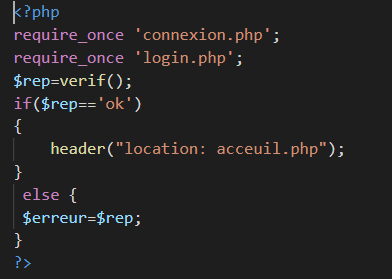 <?php
require_once 'connexion.php';
require_once 'login.php';
$rep=verif();
if($rep=='ok')
{
    header("location: acceuil.php");
}
 else {
 $erreur=$rep;
}
?>